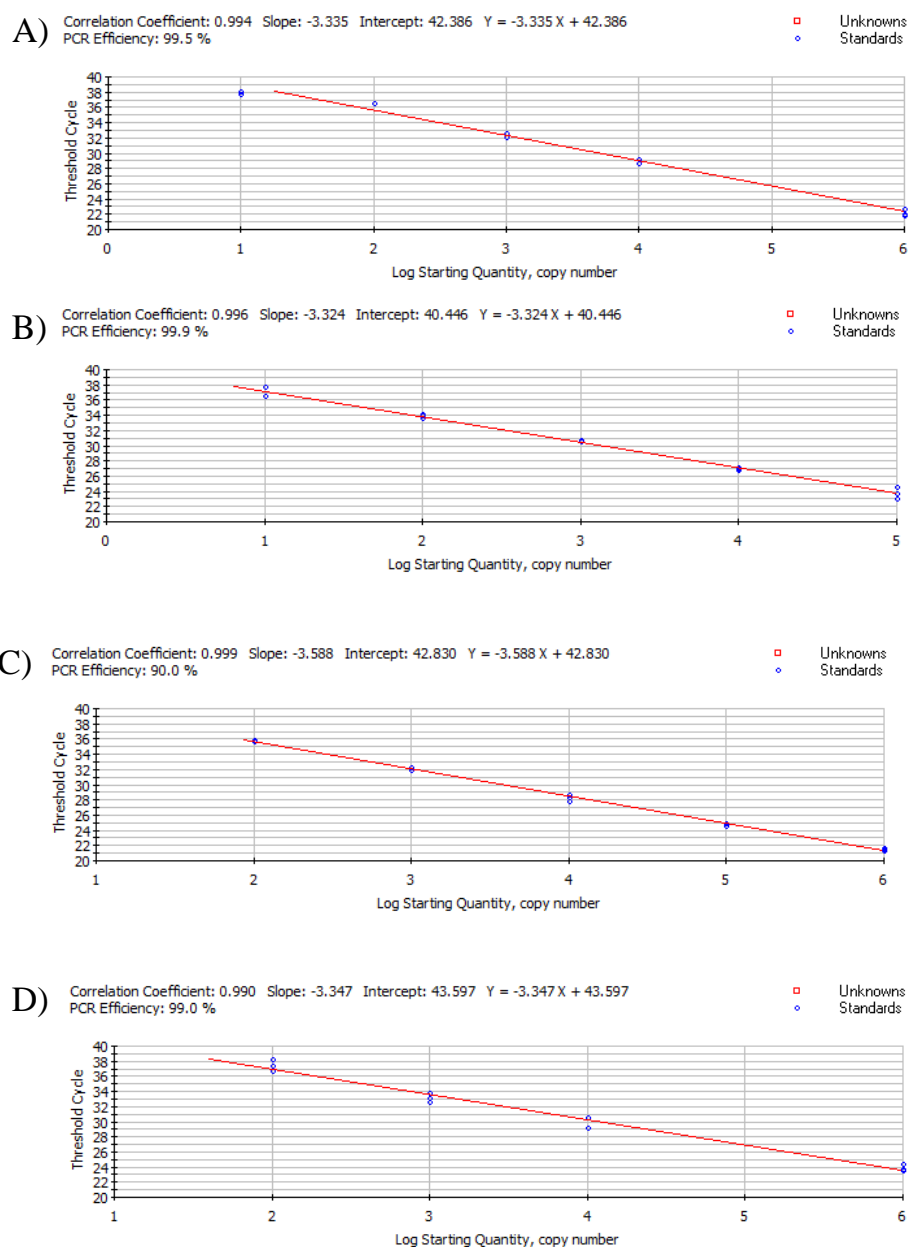 A) Correlation Coefficient: 0.994 Slope: -3.335 Intercept: 42.386 Y = -3.335 X + 42.386 Unknowns
PCR Efficiency: 99.5 % Standards
Threshold Cycle
40
38
36
34
32
30
28
26
24
22
20
0 1 2 3 4 5 6
Log Starting Quantity, copy number
B) Correlation Coefficient: 0.996 Slope: -3.324 Intercept: 40.446 Y = -3.324 X + 40.446 Unknowns
PCR Efficiency: 99.9 % Standards
Threshold Cycle
40
38
36
34
32
30
28
26
24
22
20
0 1 2 3 4 5
Log Starting Quantity, copy number
C) Correlation Coefficient: 0.999 Slope: -3.588 Intercept: 42.830 Y = -3.588 X + 42.830 Unknowns
PCR Efficiency: 90.0 % Standards
Threshold Cycle
40
38
36
34
32
30
28
26
24
22
20
1 2 3 4 5 6
Log Starting Quantity, copy number
D) Correlation Coefficient: 0.990 Slope: -3.347 Intercept: 43.597 Y = -3.347 X + 43.597 Unknowns
PCR Efficiency: 99.0 % Standards
Threshold Cycle
40
38
36
34
32
30
28
26
24
22
20
1 2 3 4 5 6
Log Starting Quantity, copy number